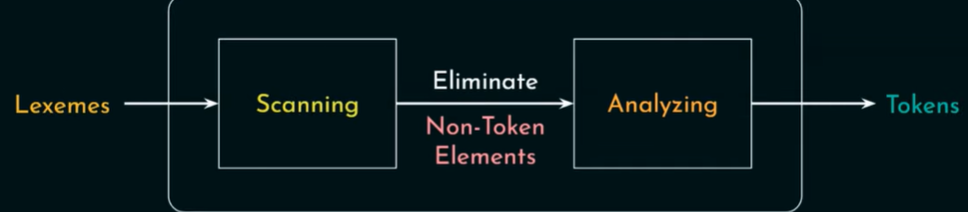 Lexemes
Scanning
Eliminate
Non-Token
Elements
Analyzing
Tokens